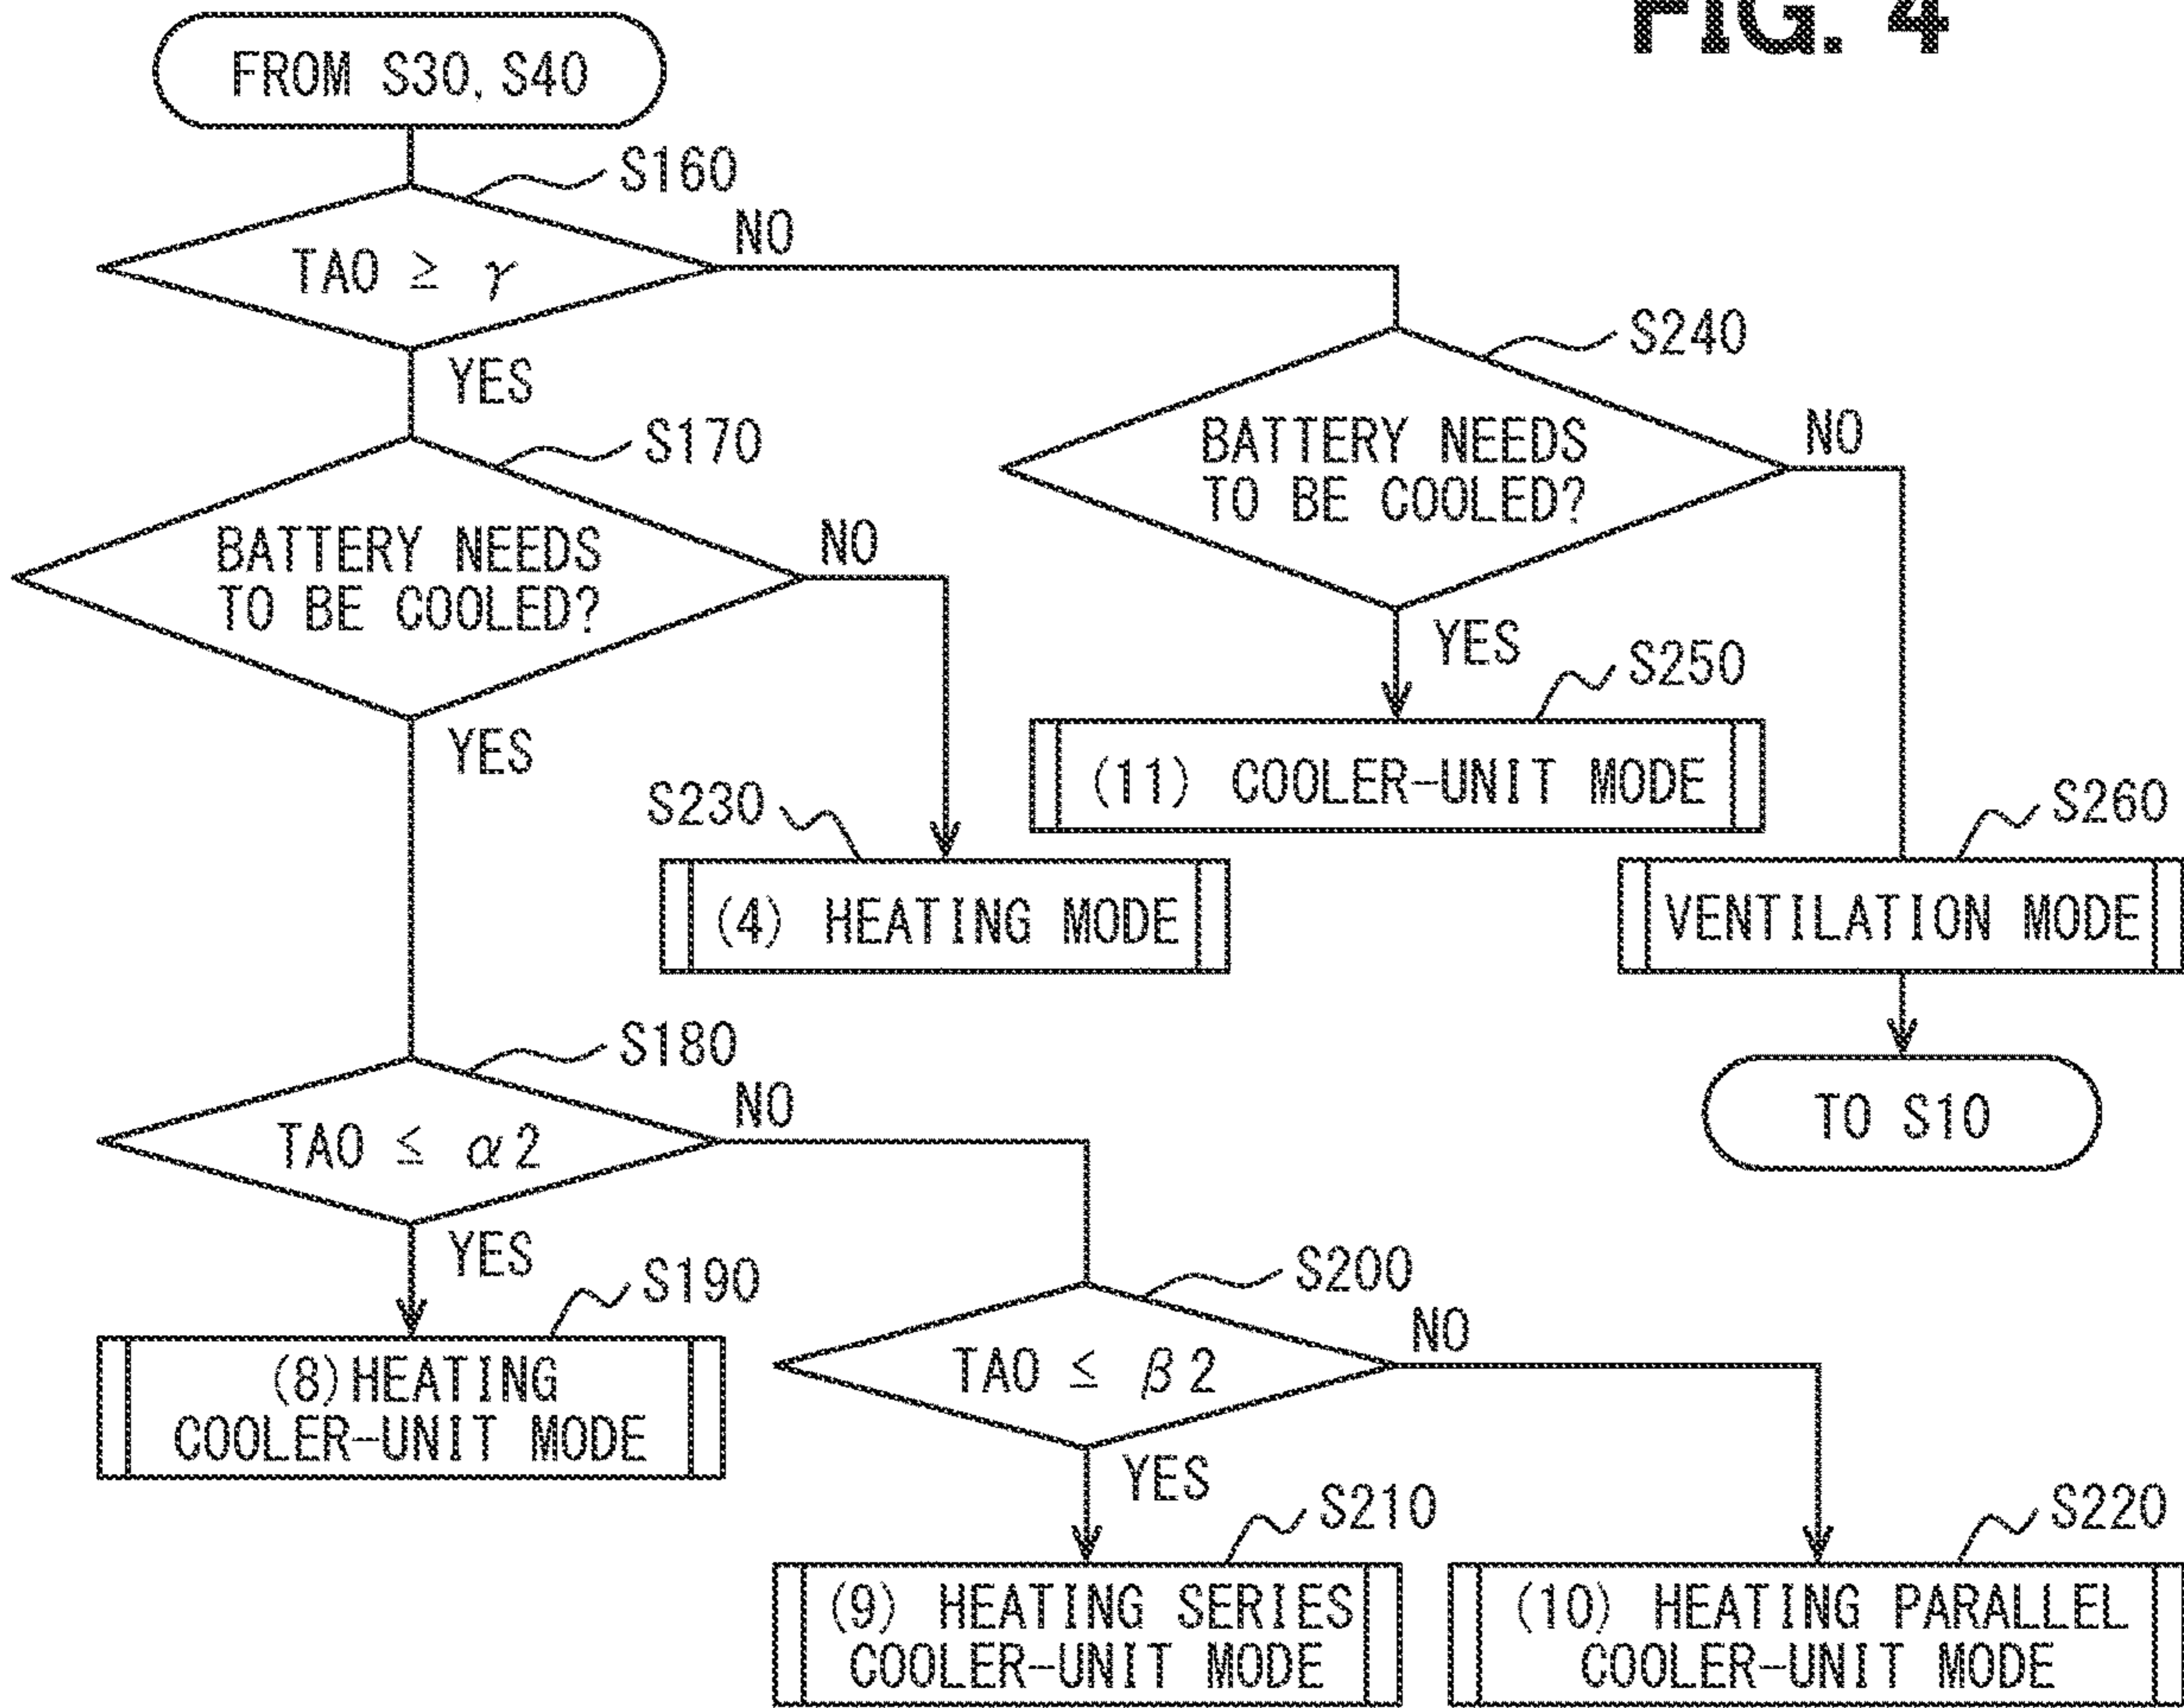 FIG. 4
FROM S30, S40
S160
TAO ≥ γ
NO
YES
S240
BATTERY NEEDS
TO BE COOLED?
NO
YES
S170
BATTERY NEEDS
TO BE COOLED?
NO
YES
S250
(11) COOLER-UNIT MODE
S230
(4) HEATING MODE
S260
VENTILATION MODE
TO S10
S180
TAO ≤ α2
NO
YES
S190
(8)HEATING
COOLER-UNIT MODE
S200
TAO ≤ β2
NO
YES
S210
(9) HEATING SERIES
COOLER-UNIT MODE
S220
(10) HEATING PARALLEL
COOLER-UNIT MODE